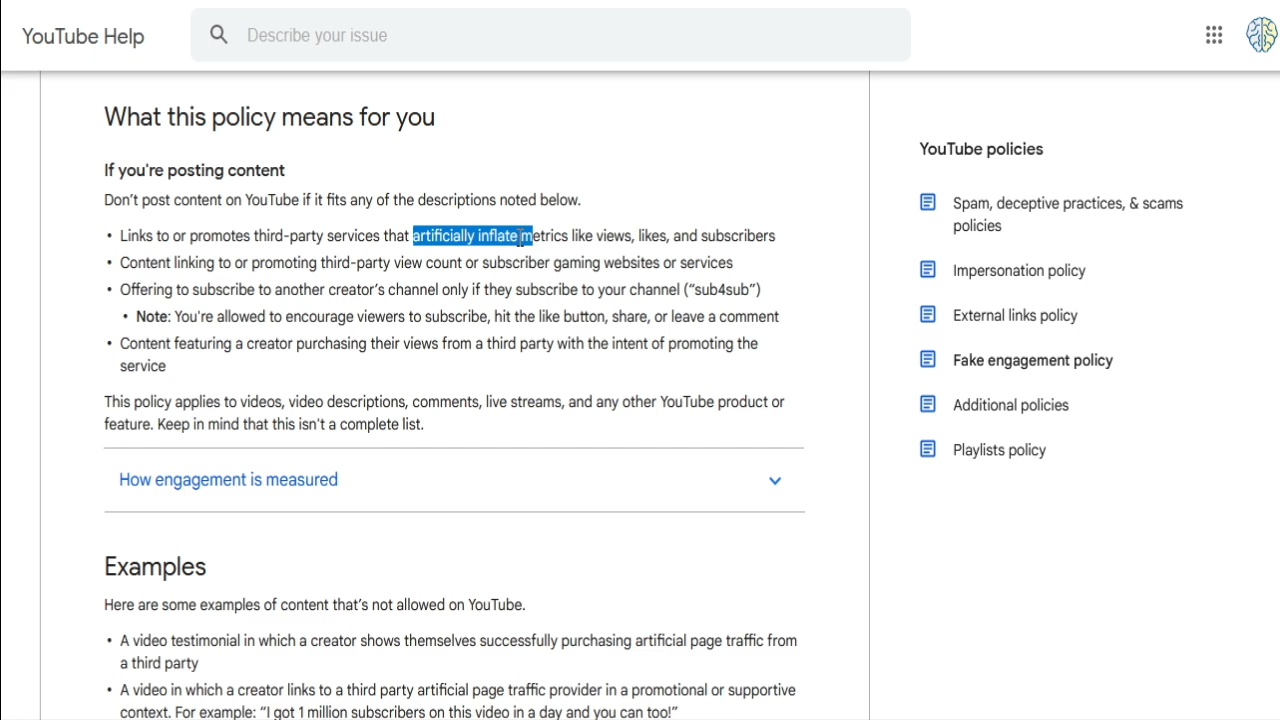 YouTube Help
Describe your issue
What this policy means for you
If you're posting content
Don't post content on YouTube if it fits any of the descriptions noted below.
• Links to or promotes third-party services that artificially inflate metrics like views, likes, and subscribers
• Content linking to or promoting third-party view count or subscriber gaming websites or services
• Offering to subscribe to another creator's channel only if they subscribe to your channel (“sub4sub”)
• Note: You're allowed to encourage viewers to subscribe, hit the like button, share, or leave a comment
• Content featuring a creator purchasing their views from a third party with the intent of promoting the
service
This policy applies to videos, video descriptions, comments, live streams, and any other YouTube product or
feature. Keep in mind that this isn't a complete list.
How engagement is measured
Examples
Here are some examples of content that's not allowed on YouTube.
• A video testimonial in which a creator shows themselves successfully purchasing artificial page traffic from
a third party
• A video in which a creator links to a third party artificial page traffic provider in a promotional or supportive
context. For example: “I got 1 million subscribers on this video in a day and you can too!”
YouTube policies
Spam, deceptive practices, & scams
policies
Impersonation policy
External links policy
Fake engagement policy
Additional policies
Playlists policy